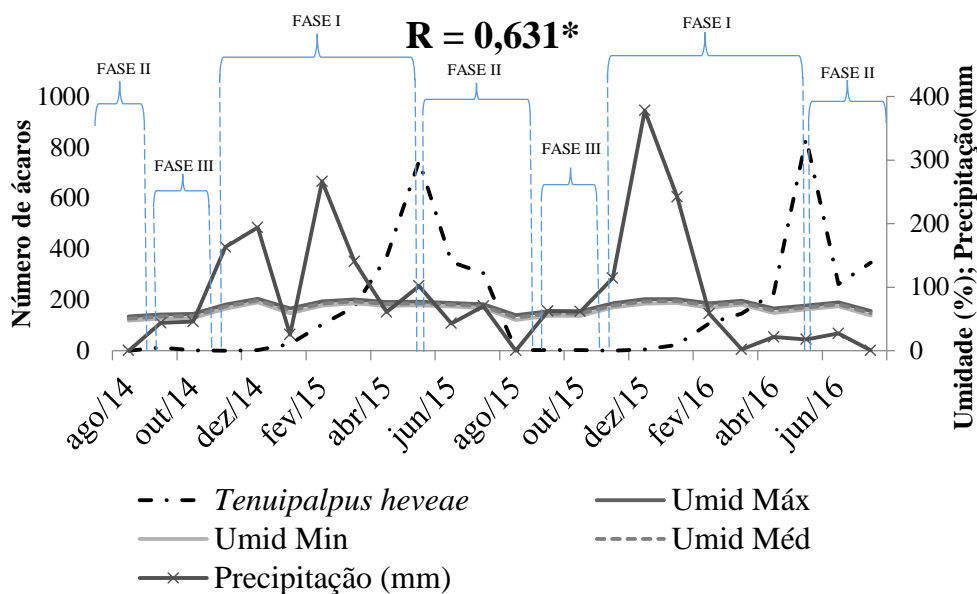 FASE I
R = 0,631*
FASE I
FASE II
FASE II
FASE II
FASE III
FASE III
Número de ácaros
1000
800
600
400
200
0
400
300
200
100
0
Umidade (%); Precipitação(mm
ago/14
out/14
dez/14
fev/15
abr/15
jun/15
ago/15
out/15
dez/15
fev/16
abr/16
jun/16
Tenuipalpus heveae
Umid Máx
Umid Min
Umid Méd
Precipitação (mm)